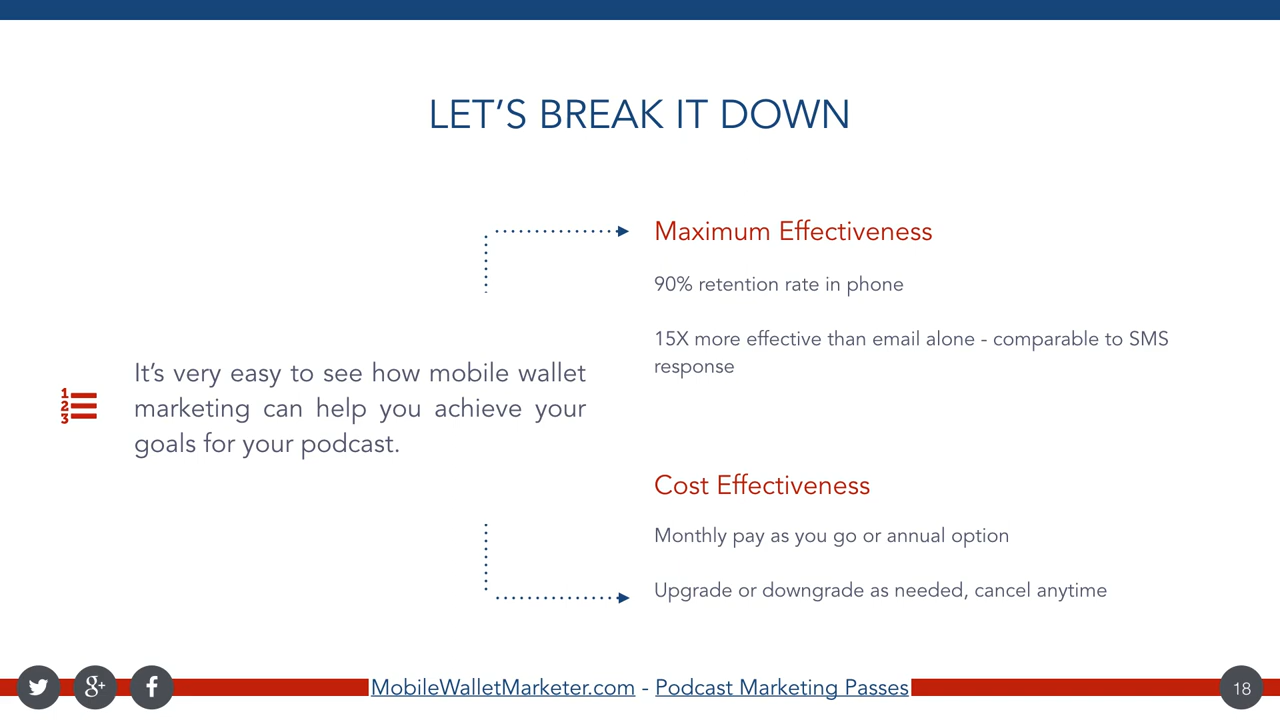 LET'S BREAK IT DOWN
1
2
3
It's very easy to see how mobile wallet
marketing can help you achieve your
goals for your podcast.
Maximum Effectiveness
90% retention rate in phone
15X more effective than email alone - comparable to SMS
response
Cost Effectiveness
Monthly pay as you go or annual option
Upgrade or downgrade as needed, cancel anytime
g+
f
MobileWalletMarketer.com - Podcast Marketing Passes
18